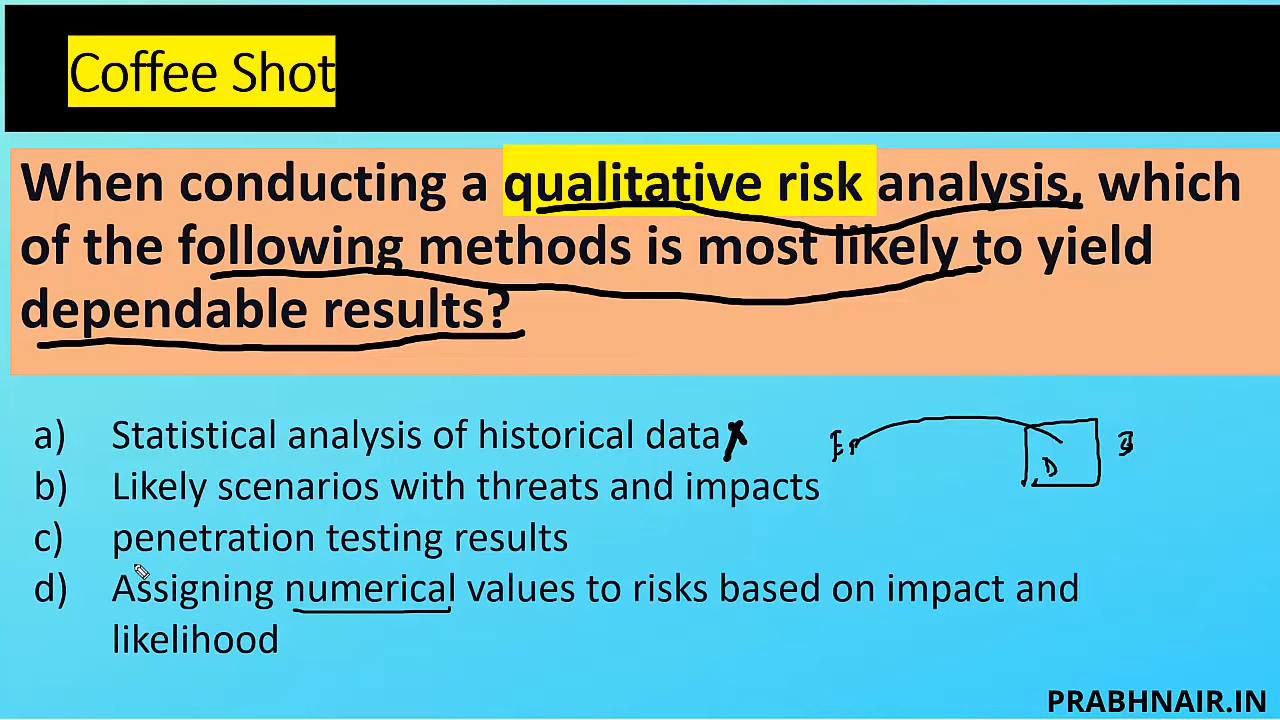 Coffee Shot
When conducting a qualitative risk analysis, which
of the following methods is most likely to yield
dependable results?
a) Statistical analysis of historical data
b) Likely scenarios with threats and impacts
c) penetration testing results
d) Assigning numerical values to risks based on impact and
likelihood
D
PRABHNAIR.IN